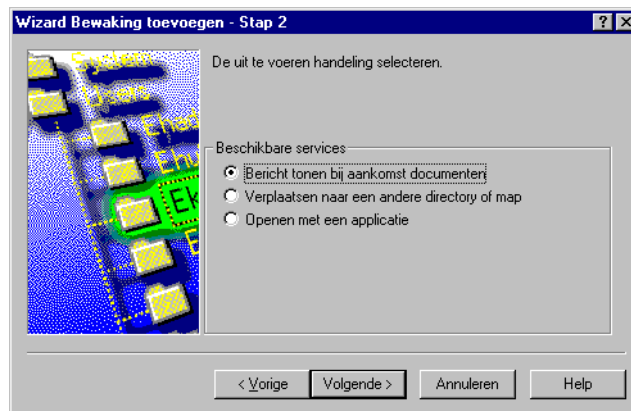 Wizard Bewaking toevoegen - Stap 2
De uit te voeren handeling selecteren.
Beschikbare services
Bericht tonen bij aankomst documenten
Verplaatsen naar een andere directory of map
Openen met een applicatie
< Vorige Volgende > Annuleren Help